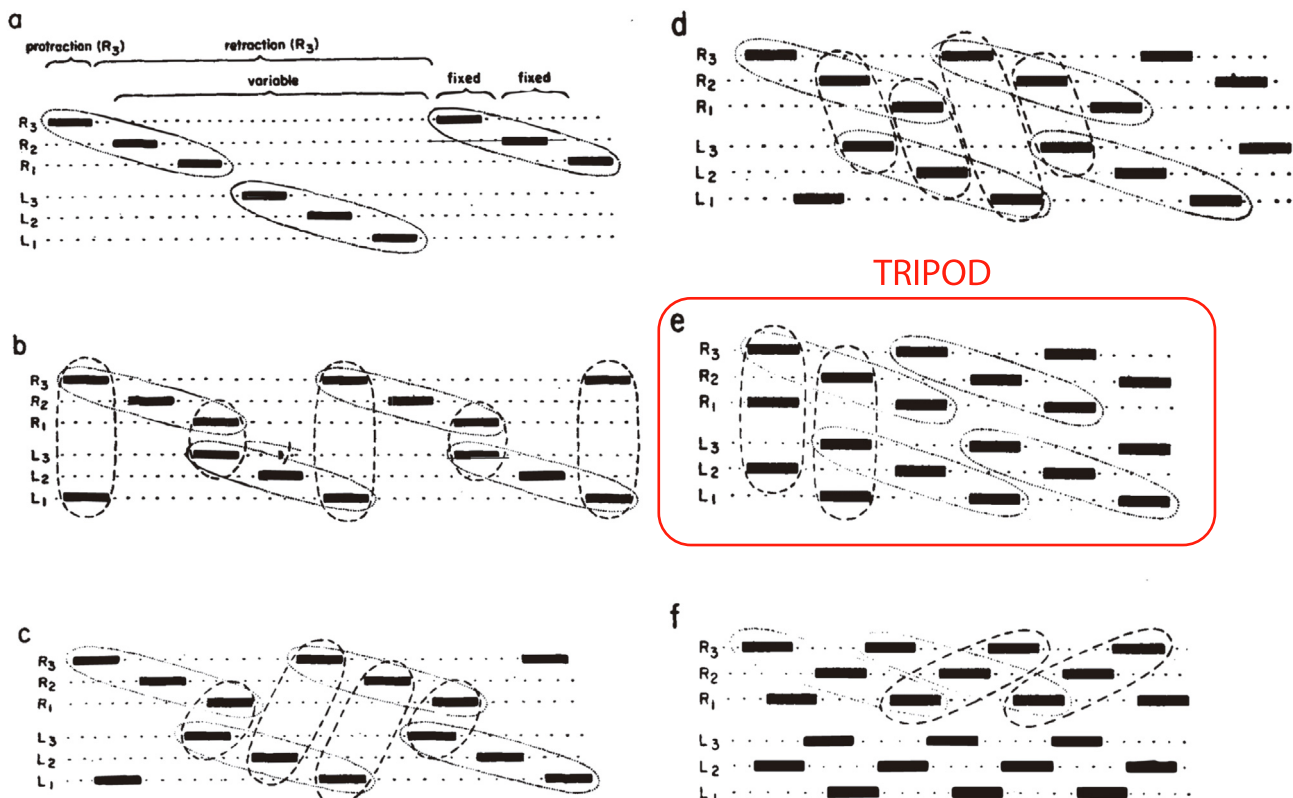 a
protraction (R3) retraction (R3)
variable fixed fixed
R3
R2
R1
L3
L2
L1
b
R3
R2
R1
L3
L2
L1
c
R3
R2
R1
L3
L2
L1
d
R3
R2
R1
L3
L2
L1
TRIPOD
e
R3
R2
R1
L3
L2
L1
f
R3
R2
R1
L3
L2
L1